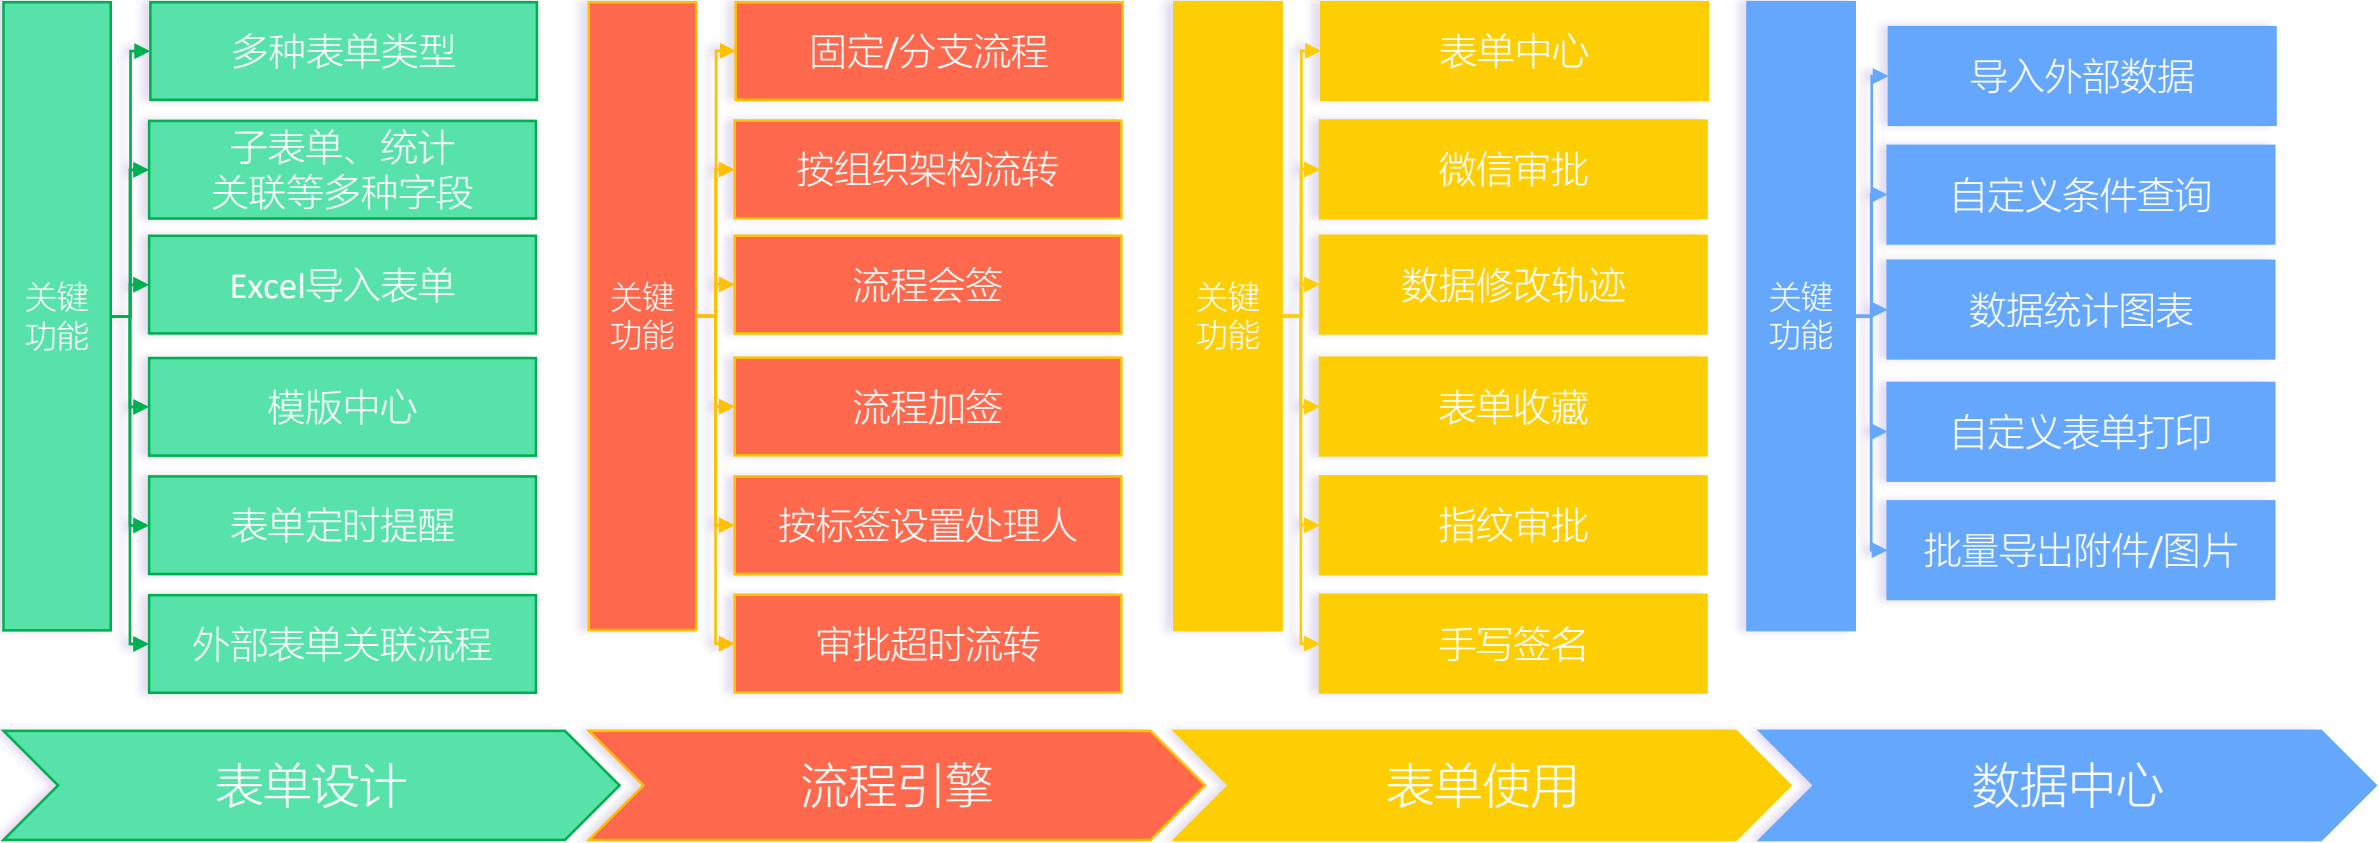 关键
功能
多种表单类型
子表单、统计
关联等多种字段
Excel导入表单
模版中心
表单定时提醒
外部表单关联流程
关键
功能
固定/分支流程
按组织架构流转
流程会签
流程加签
按标签设置处理人
审批超时流转
关键
功能
表单中心
微信审批
数据修改轨迹
表单收藏
指纹审批
手写签名
关键
功能
导入外部数据
自定义条件查询
数据统计图表
自定义表单打印
批量导出附件/图片
表单设计
流程引擎
表单使用
数据中心